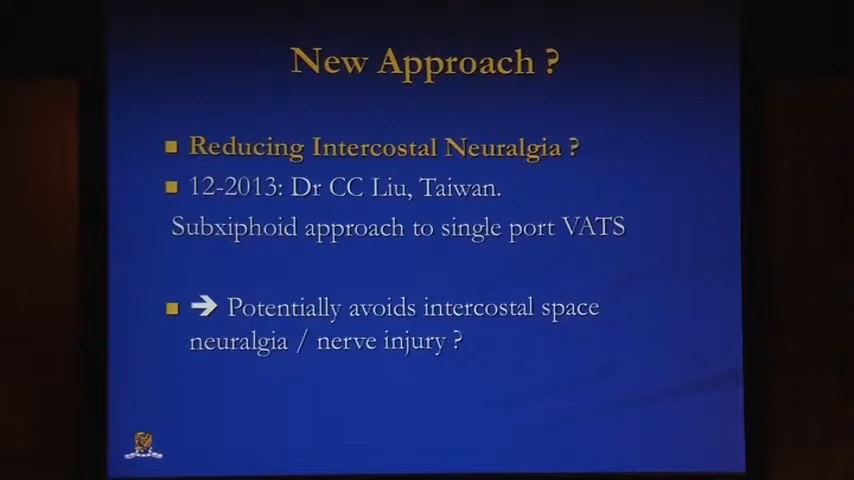 New Approach ?
Reducing Intercostal Neuralgia ?
12-2013: Dr CC Liu, Taiwan.
Subxiphoid approach to single port VATS
➔ Potentially avoids intercostal space
neuralgia / nerve injury ?